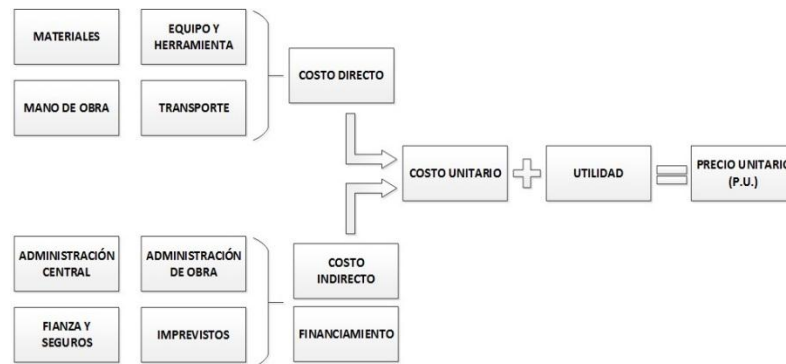 MATERIALES
EQUIPO Y
HERRAMIENTA
MANO DE OBRA
TRANSPORTE
COSTO DIRECTO
COSTO UNITARIO
UTILIDAD
PRECIO UNITARIO
(P.U.)
ADMINISTRACIÓN
CENTRAL
ADMINISTRACIÓN
DE OBRA
FIANZA Y
SEGUROS
IMPREVISTOS
COSTO
INDIRECTO
FINANCIAMIENTO